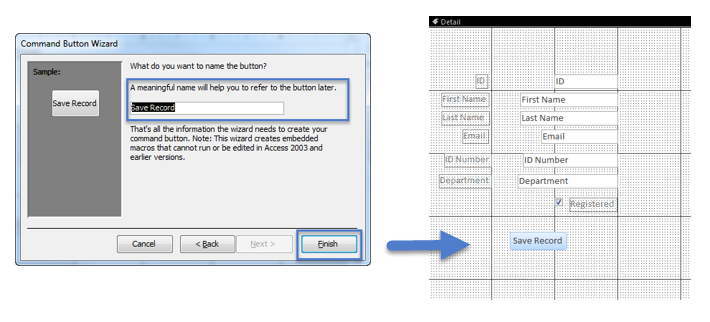 Command Button Wizard
Sample:
Save Record
What do you want to name the button?
A meaningful name will help you to refer to the button later.
Save Record
That's all the information the wizard needs to create your
command button. Note: This wizard creates embedded
macros that cannot run or be edited in Access 2003 and
earlier versions.
Cancel
< Back
Next >
Finish
Detail
ID ID
First Name First Name
Last Name Last Name
Email Email
ID Number ID Number
Department Department
Registered
Save Record